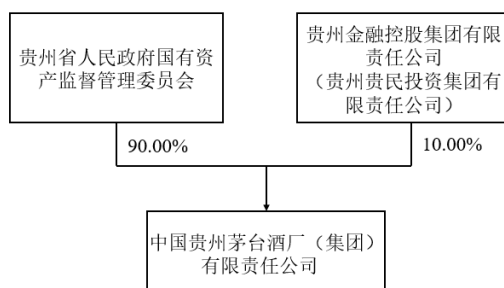 贵州省人民政府国有资
产监督管理委员会
贵州金融控股集团有限
责任公司
（贵州贵民投资集团有
限责任公司）
90.00%
10.00%
中国贵州茅台酒厂（集团）
有限责任公司